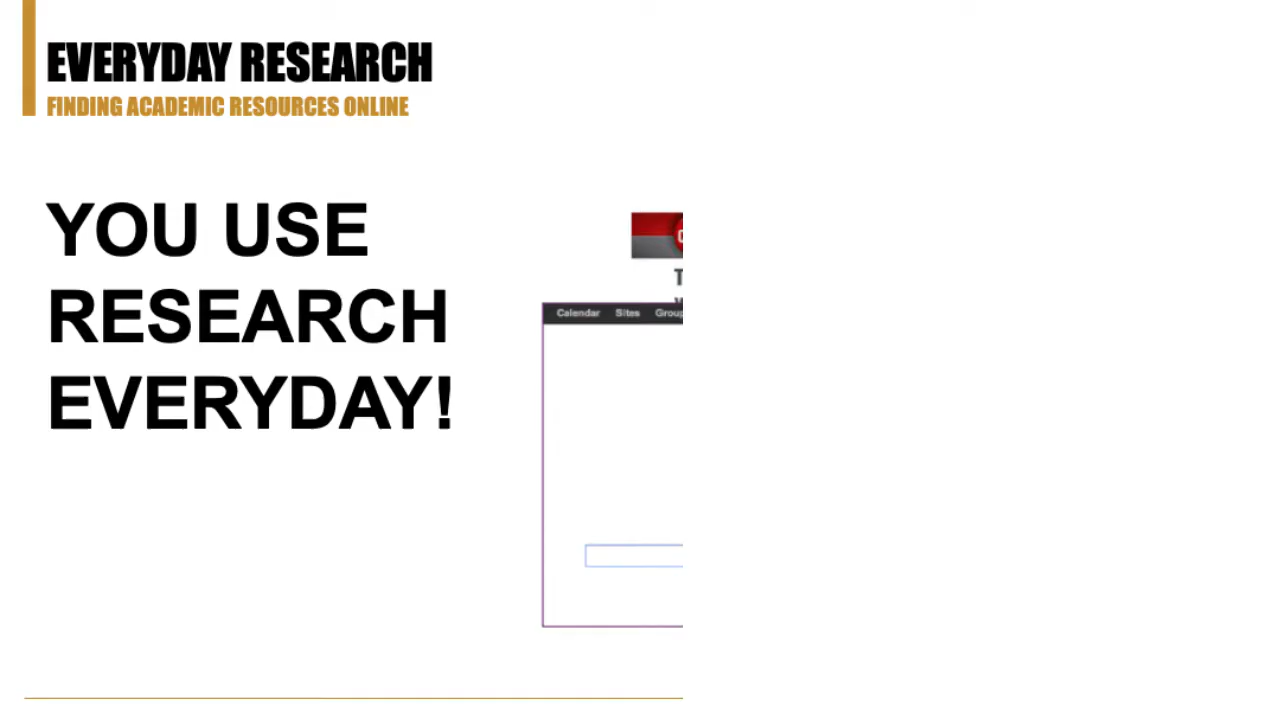 EVERYDAY RESEARCH
FINDING ACADEMIC RESOURCES ONLINE
YOU USE
RESEARCH
EVERYDAY!
Calendar Sites